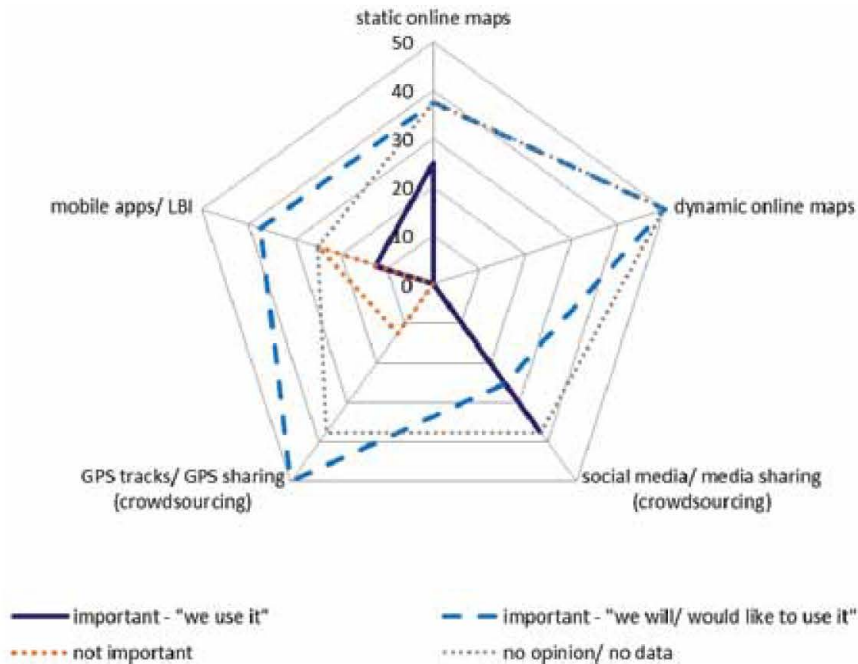 static online maps
50
40
30
20
10
0
mobile apps/ LBI
dynamic online maps
GPS tracks/ GPS sharing
(crowdsourcing)
social media/ media sharing
(crowdsourcing)
important - "we use it"
important - "we will/ would like to use it"
not important
no opinion/ no data